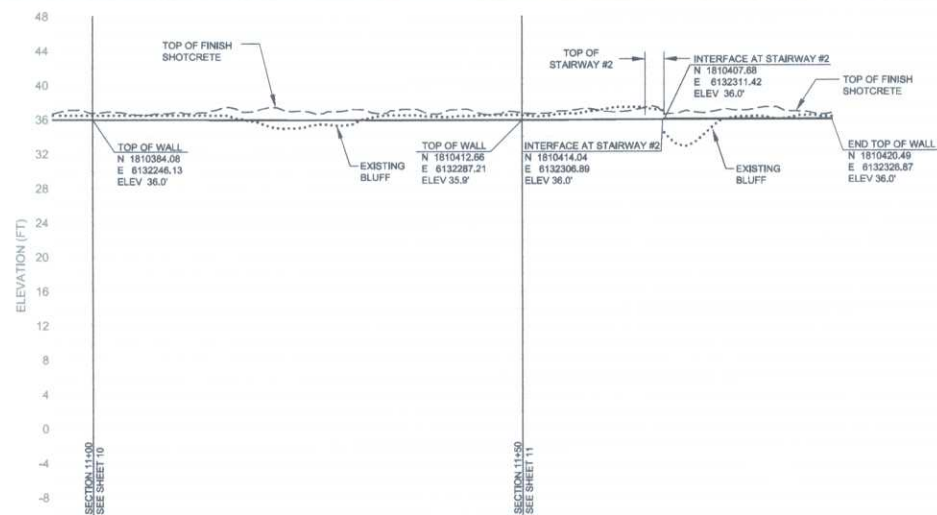 48
44
40
36
32
28
24
20
16
12
8
4
0
-4
-8
ELEVATION (FT)
TOP OF FINISH
SHOTCRETE
TOP OF
STAIRWAY #2
INTERFACE AT STAIRWAY #2
N 1810407.68
E 6132311.42
ELEV 36.0'
TOP OF FINISH
SHOTCRETE
TOP OF WALL
N 1810384.08
E 6132246.13
ELEV 36.0'
EXISTING
BLUFF
TOP OF WALL
N 1810412.66
E 6132287.21
ELEV 35.9'
INTERFACE AT STAIRWAY #2
N 1810414.04
E 6132306.89
ELEV 36.0'
EXISTING
BLUFF
END TOP OF WALL
N 1810420.49
E 6132326.87
ELEV 36.0'
SECTION 11+00
SEE SHEET 10
SECTION 11+50
SEE SHEET 11